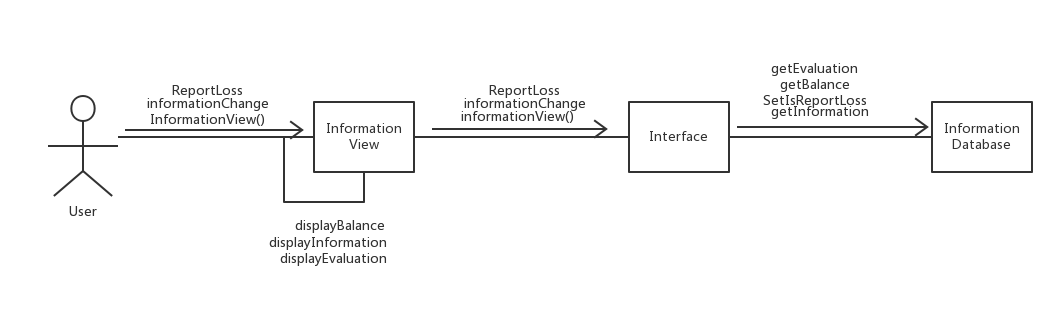 ReportLoss
informationChange
InformationView()
User
Information
View
displayBalance
displayInformation
displayEvaluation
ReportLoss
informationChange
informationView()
Interface
getEvaluation
getBalance
SetIsReportLoss
getInformation
Information
Database